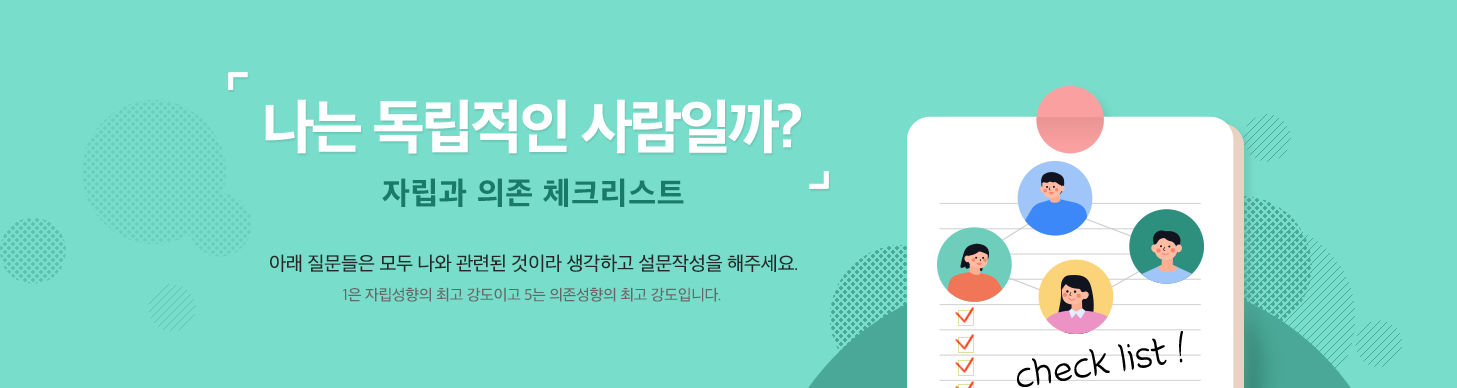 나는 독립적인 사람일까?
자립과 의존 체크리스트
아래 질문들은 모두 나와 관련된 것이라 생각하고 설문작성을 해주세요.
1은 자립성향의 최고 강도이고 5는 의존성향의 최고 강도입니다.
check list !